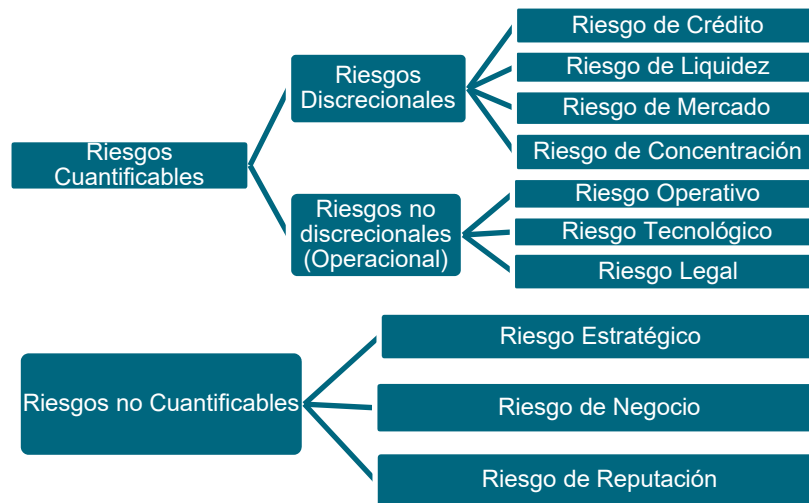 Riesgos
Cuantificables
Riesgos
Discrecionales
Riesgo de Crédito
Riesgo de Liquidez
Riesgo de Mercado
Riesgo de Concentración
Riesgos no
discrecionales
(Operacional)
Riesgo Operativo
Riesgo Tecnológico
Riesgo Legal
Riesgos no Cuantificables
Riesgo Estratégico
Riesgo de Negocio
Riesgo de Reputación